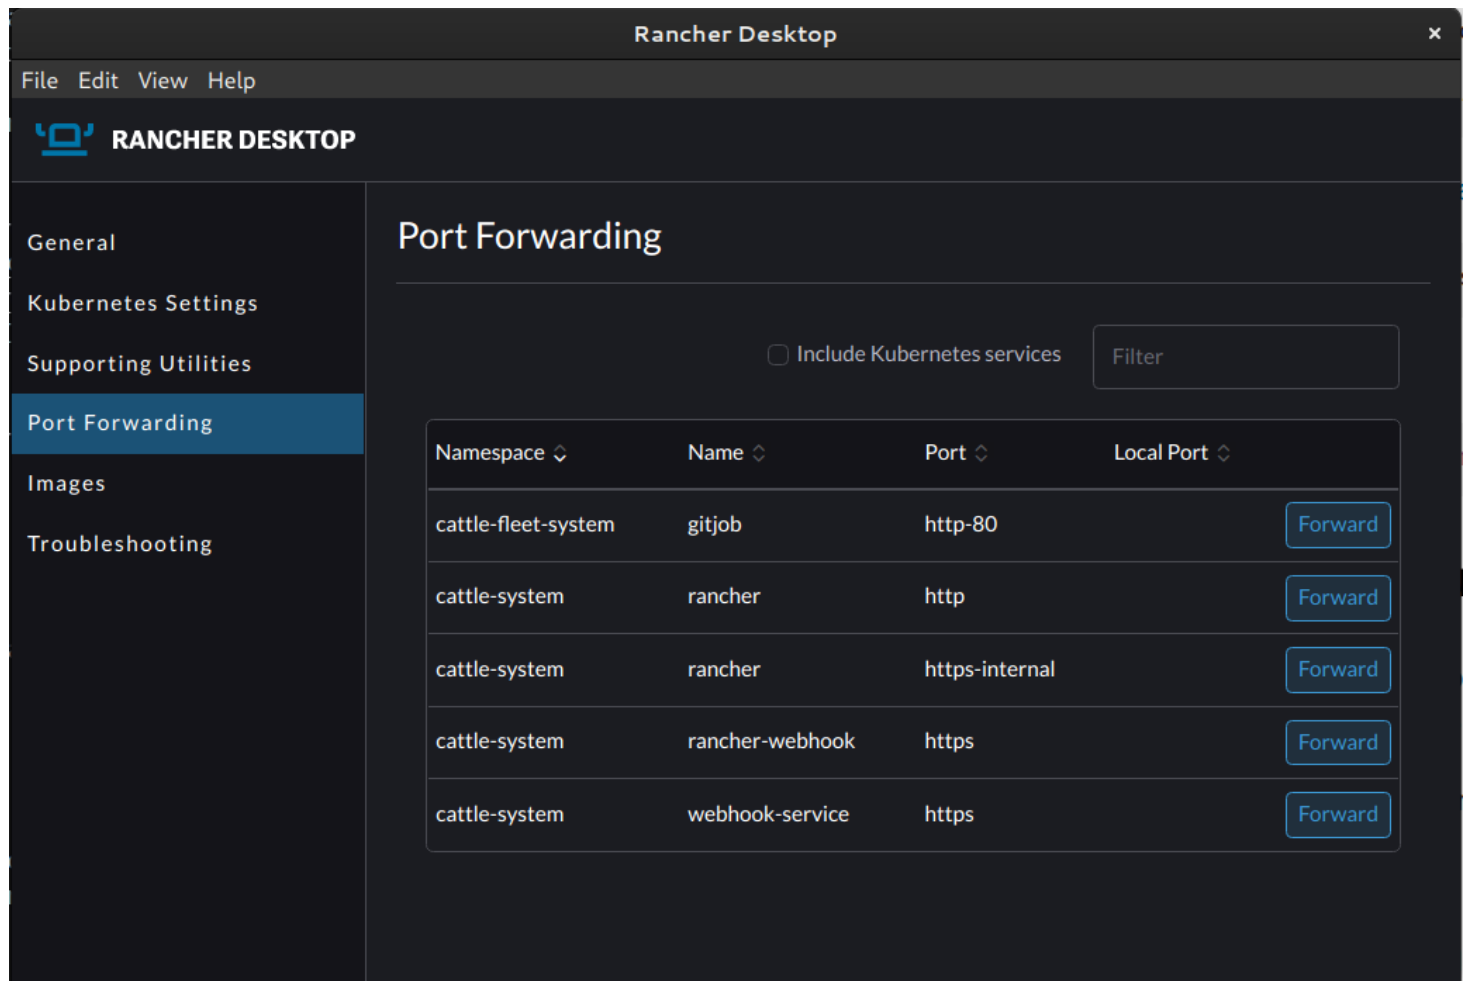 Rancher Desktop ×
File Edit View Help
RANCHER DESKTOP
General
Kubernetes Settings
Supporting Utilities
Port Forwarding
Images
Troubleshooting
Port Forwarding
Include Kubernetes services Filter
Namespace Name Port Local Port
cattle-fleet-system gitjob http-80 Forward
cattle-system rancher http Forward
cattle-system rancher https-internal Forward
cattle-system rancher-webhook https Forward
cattle-system webhook-service https Forward